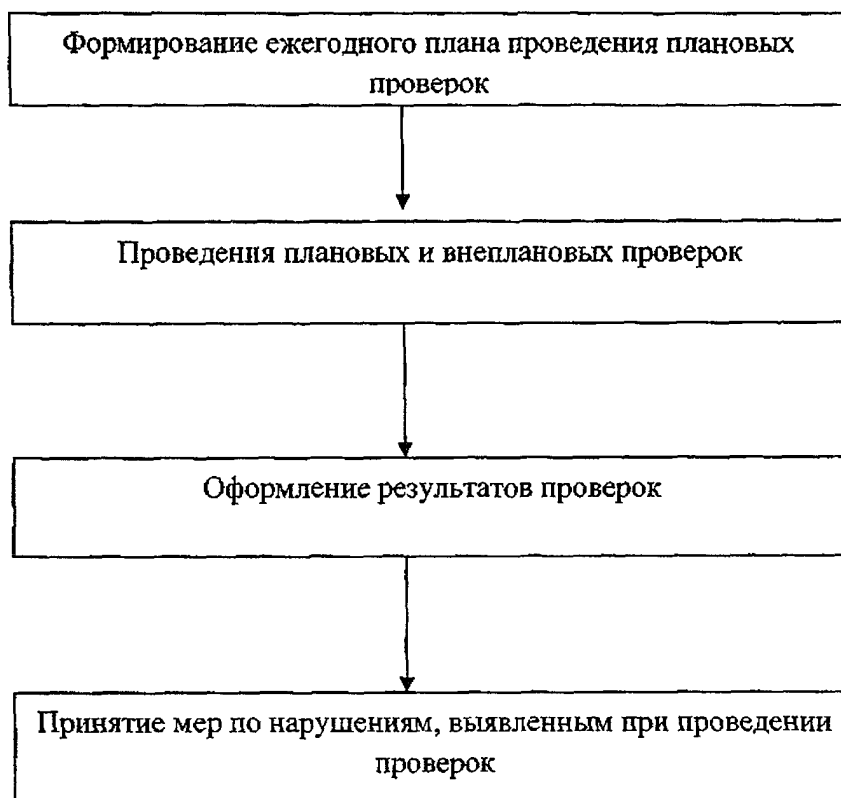 Формирование ежегодного плана проведения плановых
проверок
Проведения плановых и внеплановых проверок
Оформление результатов проверок
Принятие мер по нарушениям, выявленным при проведении
проверок